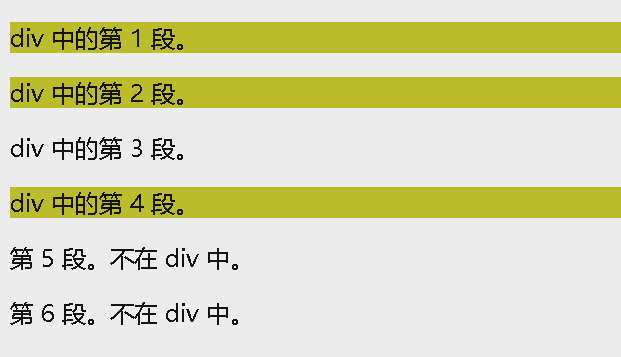 div 中的第 1 段。
div 中的第 2 段。
div 中的第 3 段。
div 中的第 4 段。
第 5 段。不在 div 中。
第 6 段。不在 div 中。